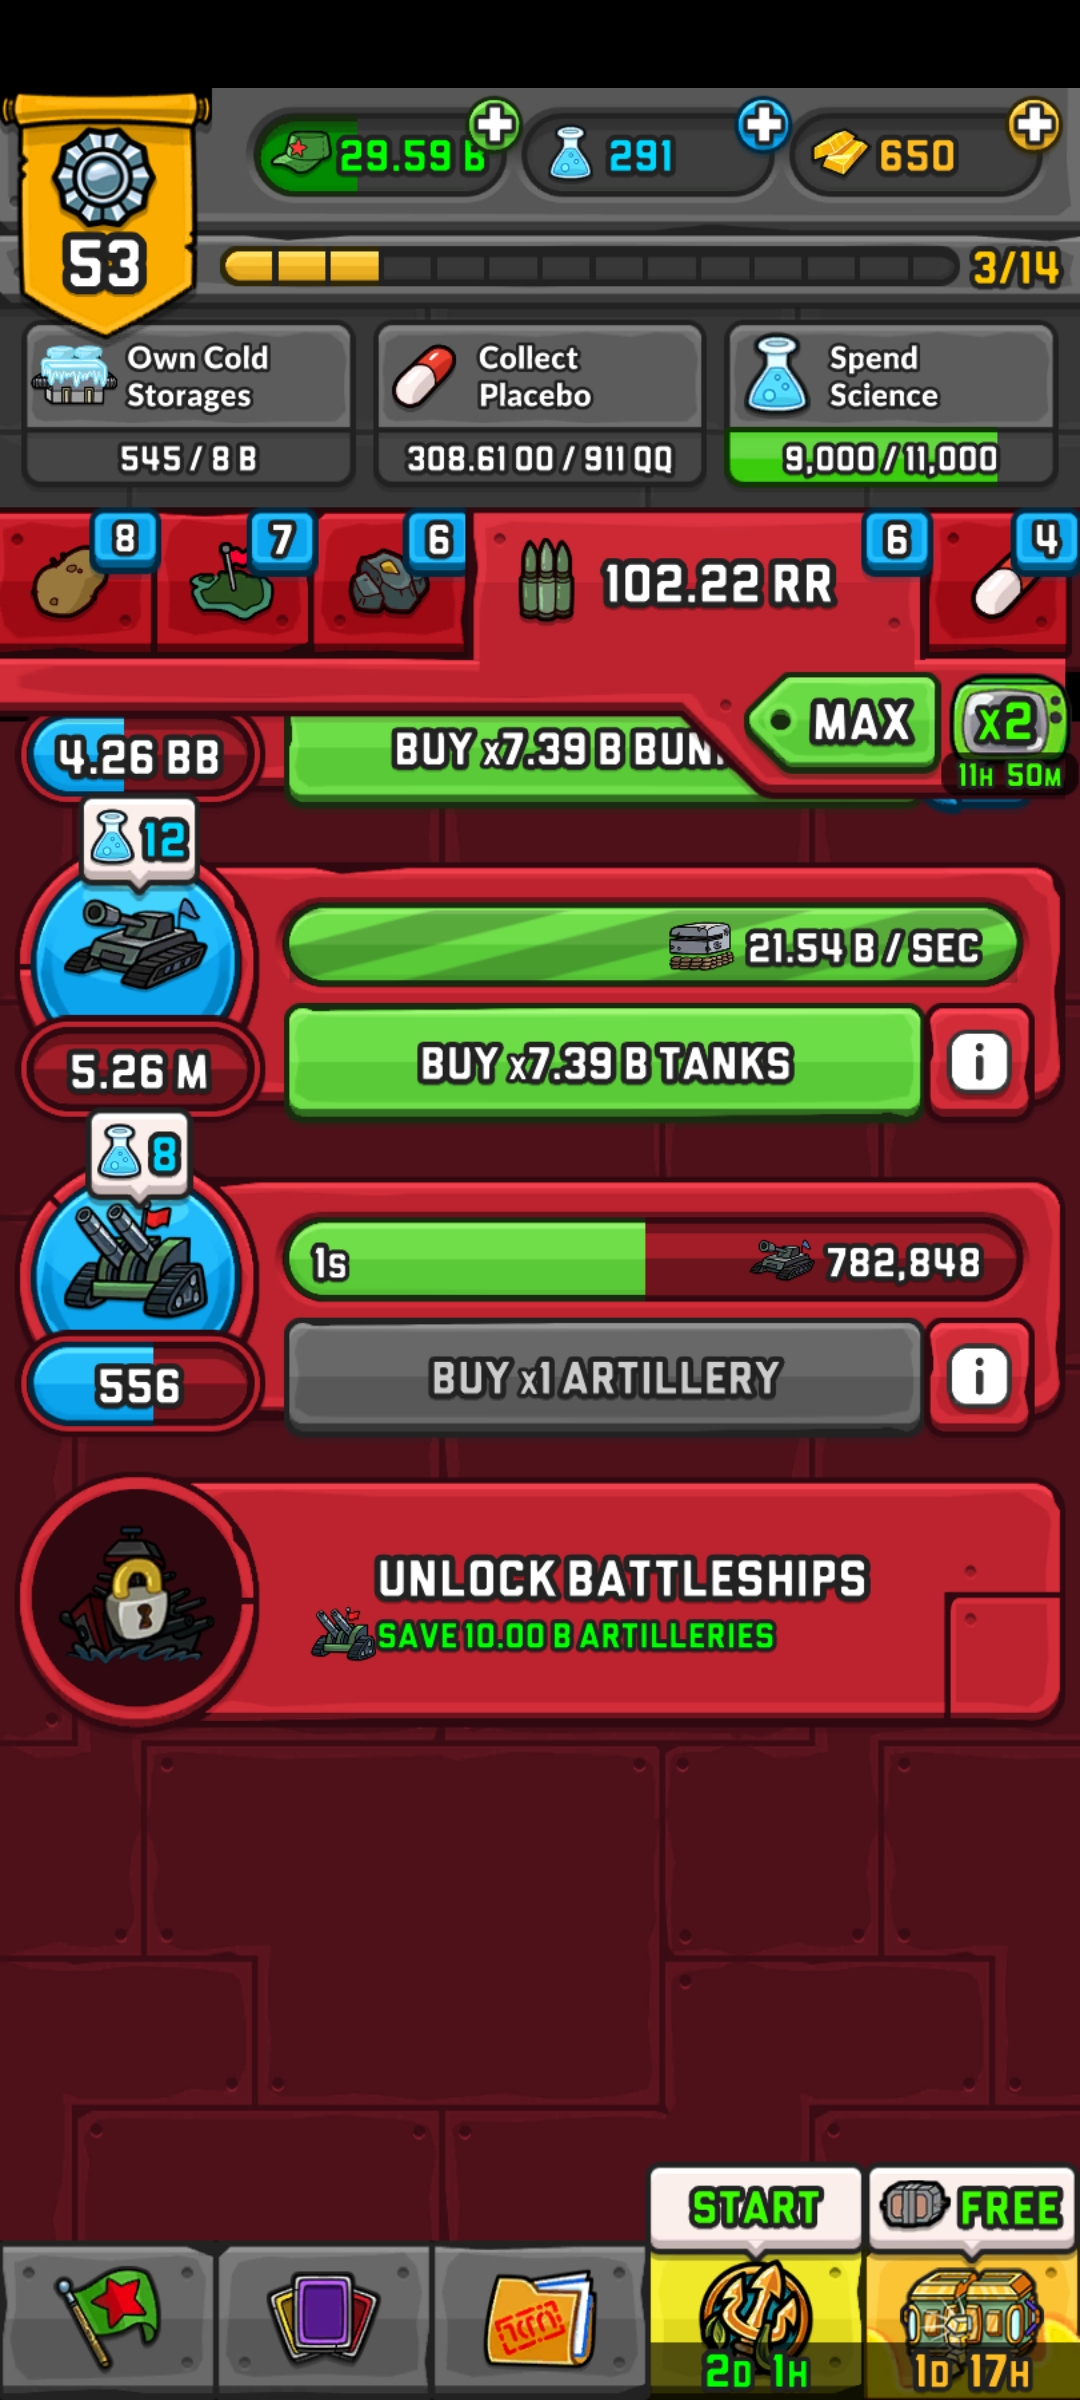 29.59 B
291
650
53
3/14
Own Cold
Storages
545 / 8 B
Collect
Placebo
308.61 OO / 911 QQ
Spend
Science
9,000 / 11,000
8
7
6
102.22 RR
6
4
MAX
x2
11H 50M
4.26 BB
BUY x7.39 B BUN
12
21.54 B / SEC
5.26 M
BUY x7.39 B TANKS
i
8
1s
782,848
556
BUY x1 ARTILLERY
i
UNLOCK BATTLESHIPS
SAVE 10.00 B ARTILLERIES
START
FREE
2D 1H
1D 17H